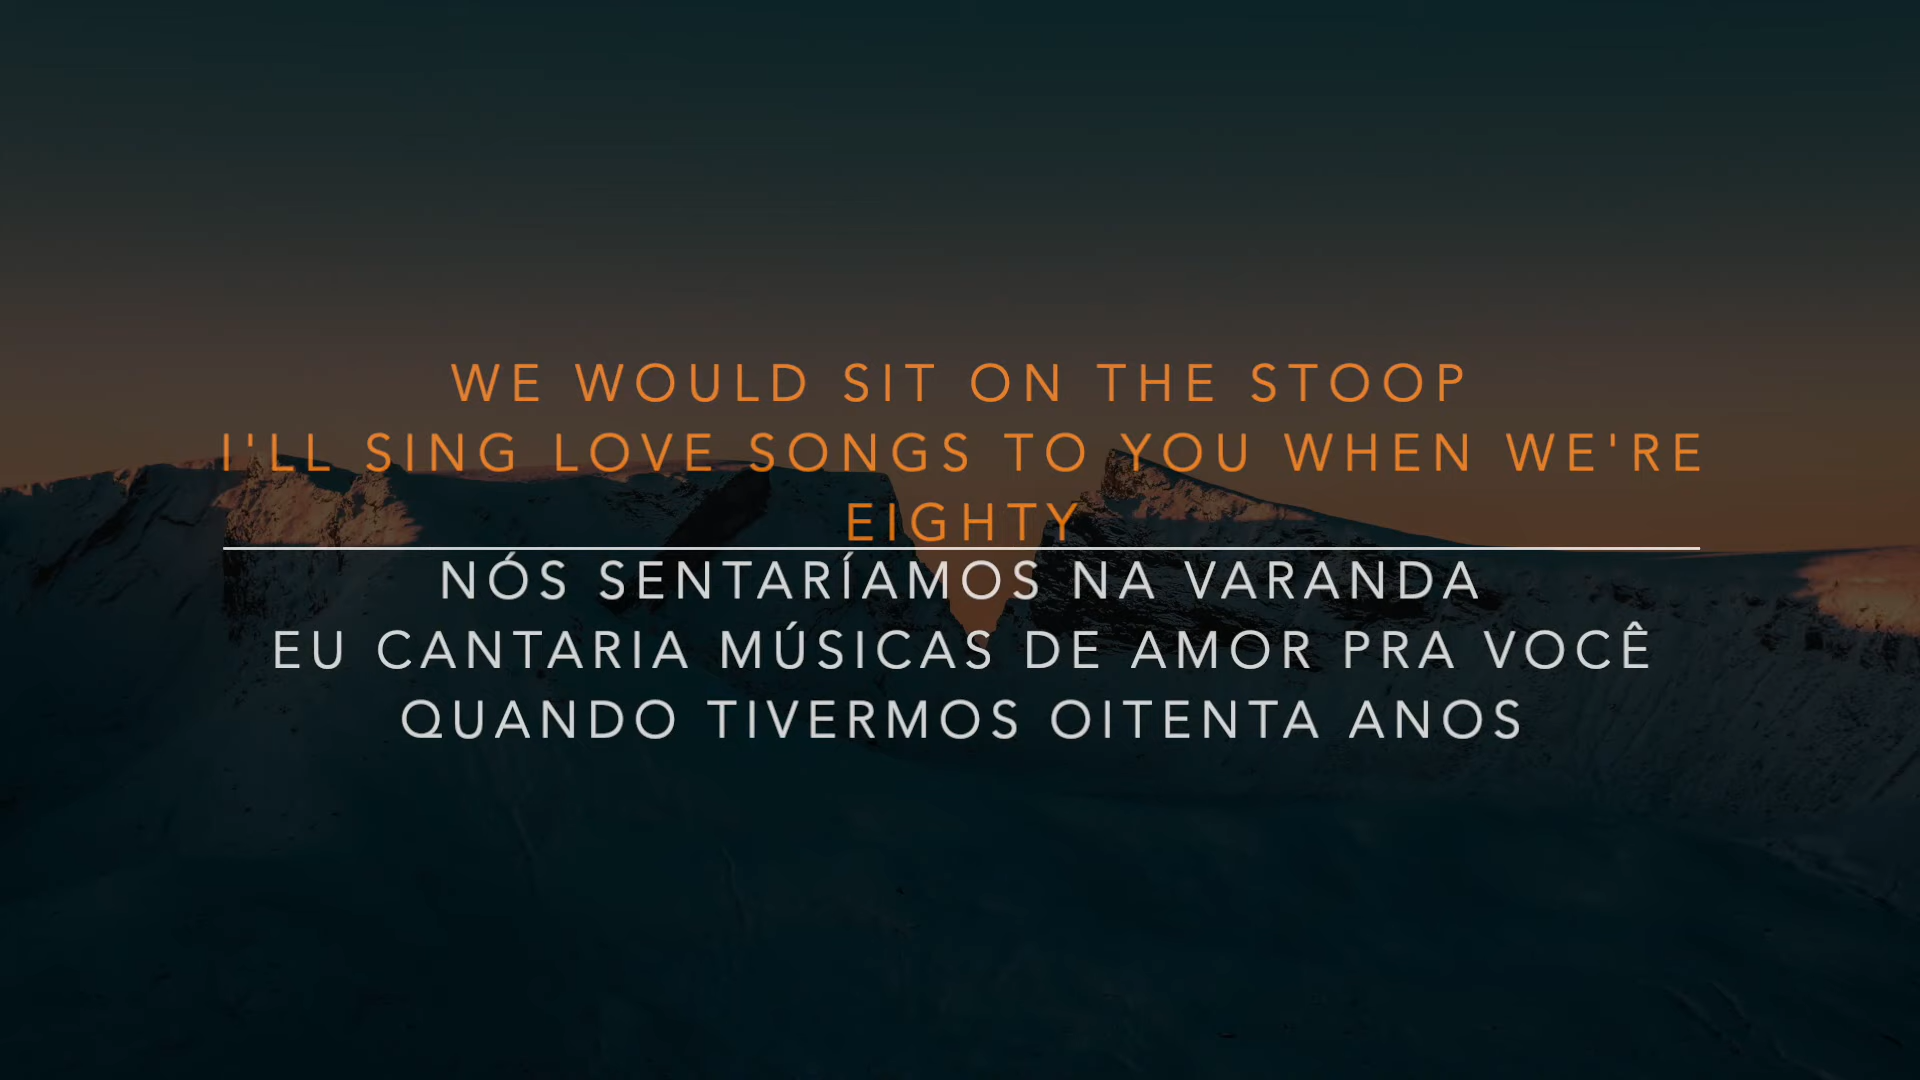 WE WOULD SIT ON THE STOOP
I'LL SING LOVE SONGS TO YOU WHEN WE'RE
EIGHTY
NÓS SENTARÍAMOS NA VARANDA
EU CANTARIA MÚSICAS DE AMOR PRA VOCÊ
QUANDO TIVERMOS OITENTA ANOS